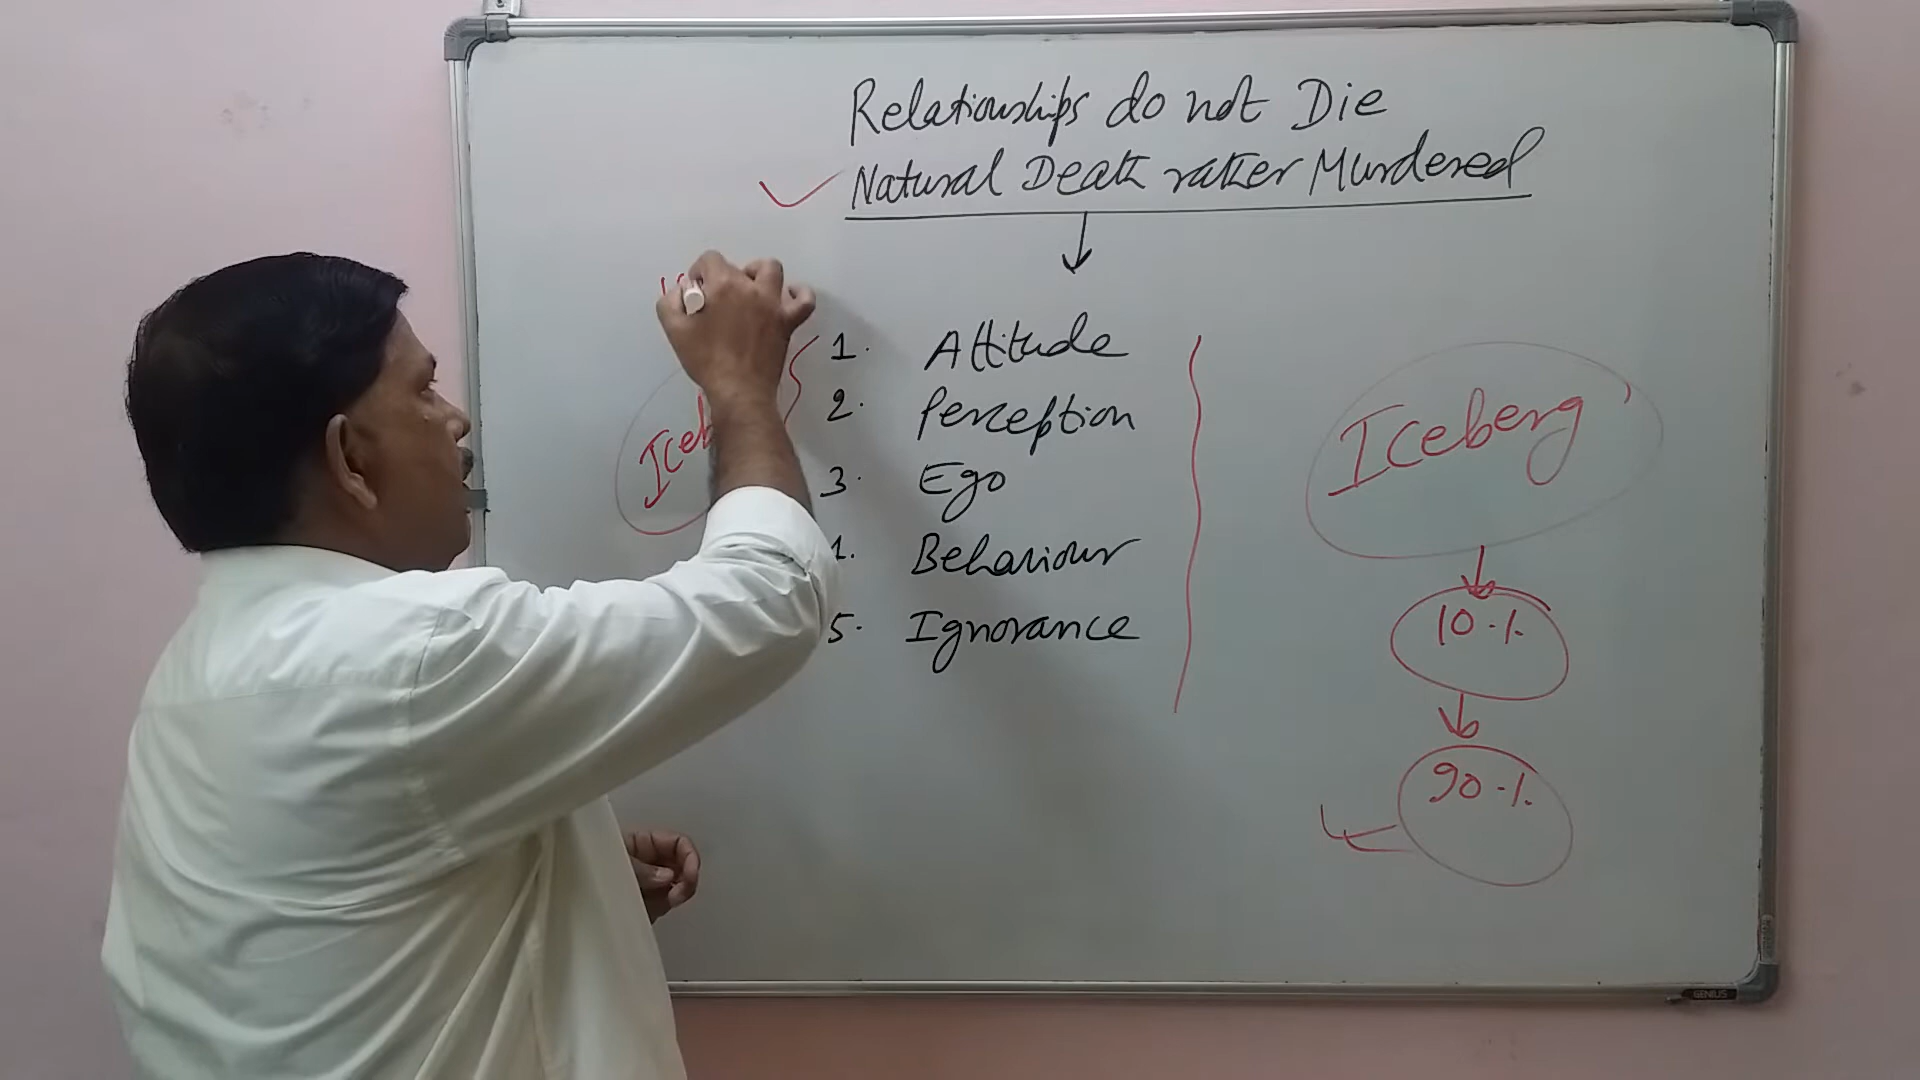 Relationships do not Die
Natural Death rather Murdered
1. Attitude
2. Perception
3. Ego
Behaviour
5. Ignorance
Iceberg
10%
90%
GENIUS